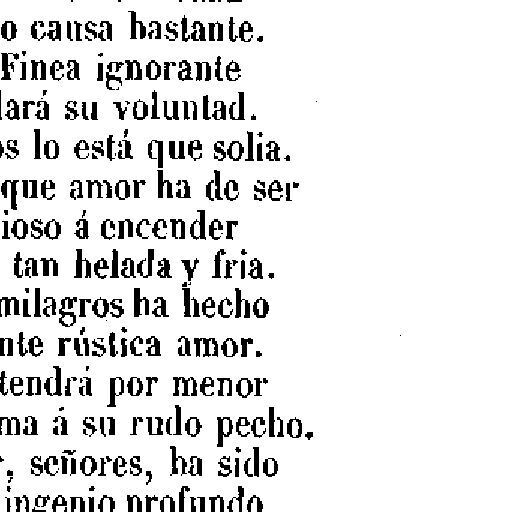 o causa bastante.
Finea ignorante
dará su voluntad.
os lo está que solia.
que amor ha de ser
ioso á encender
tan helada y fria.
milagros ha hecho
nte rústica amor.
tendrá por menor
ma á su rudo pecho.
, señores, ha sido
ingenio profundo